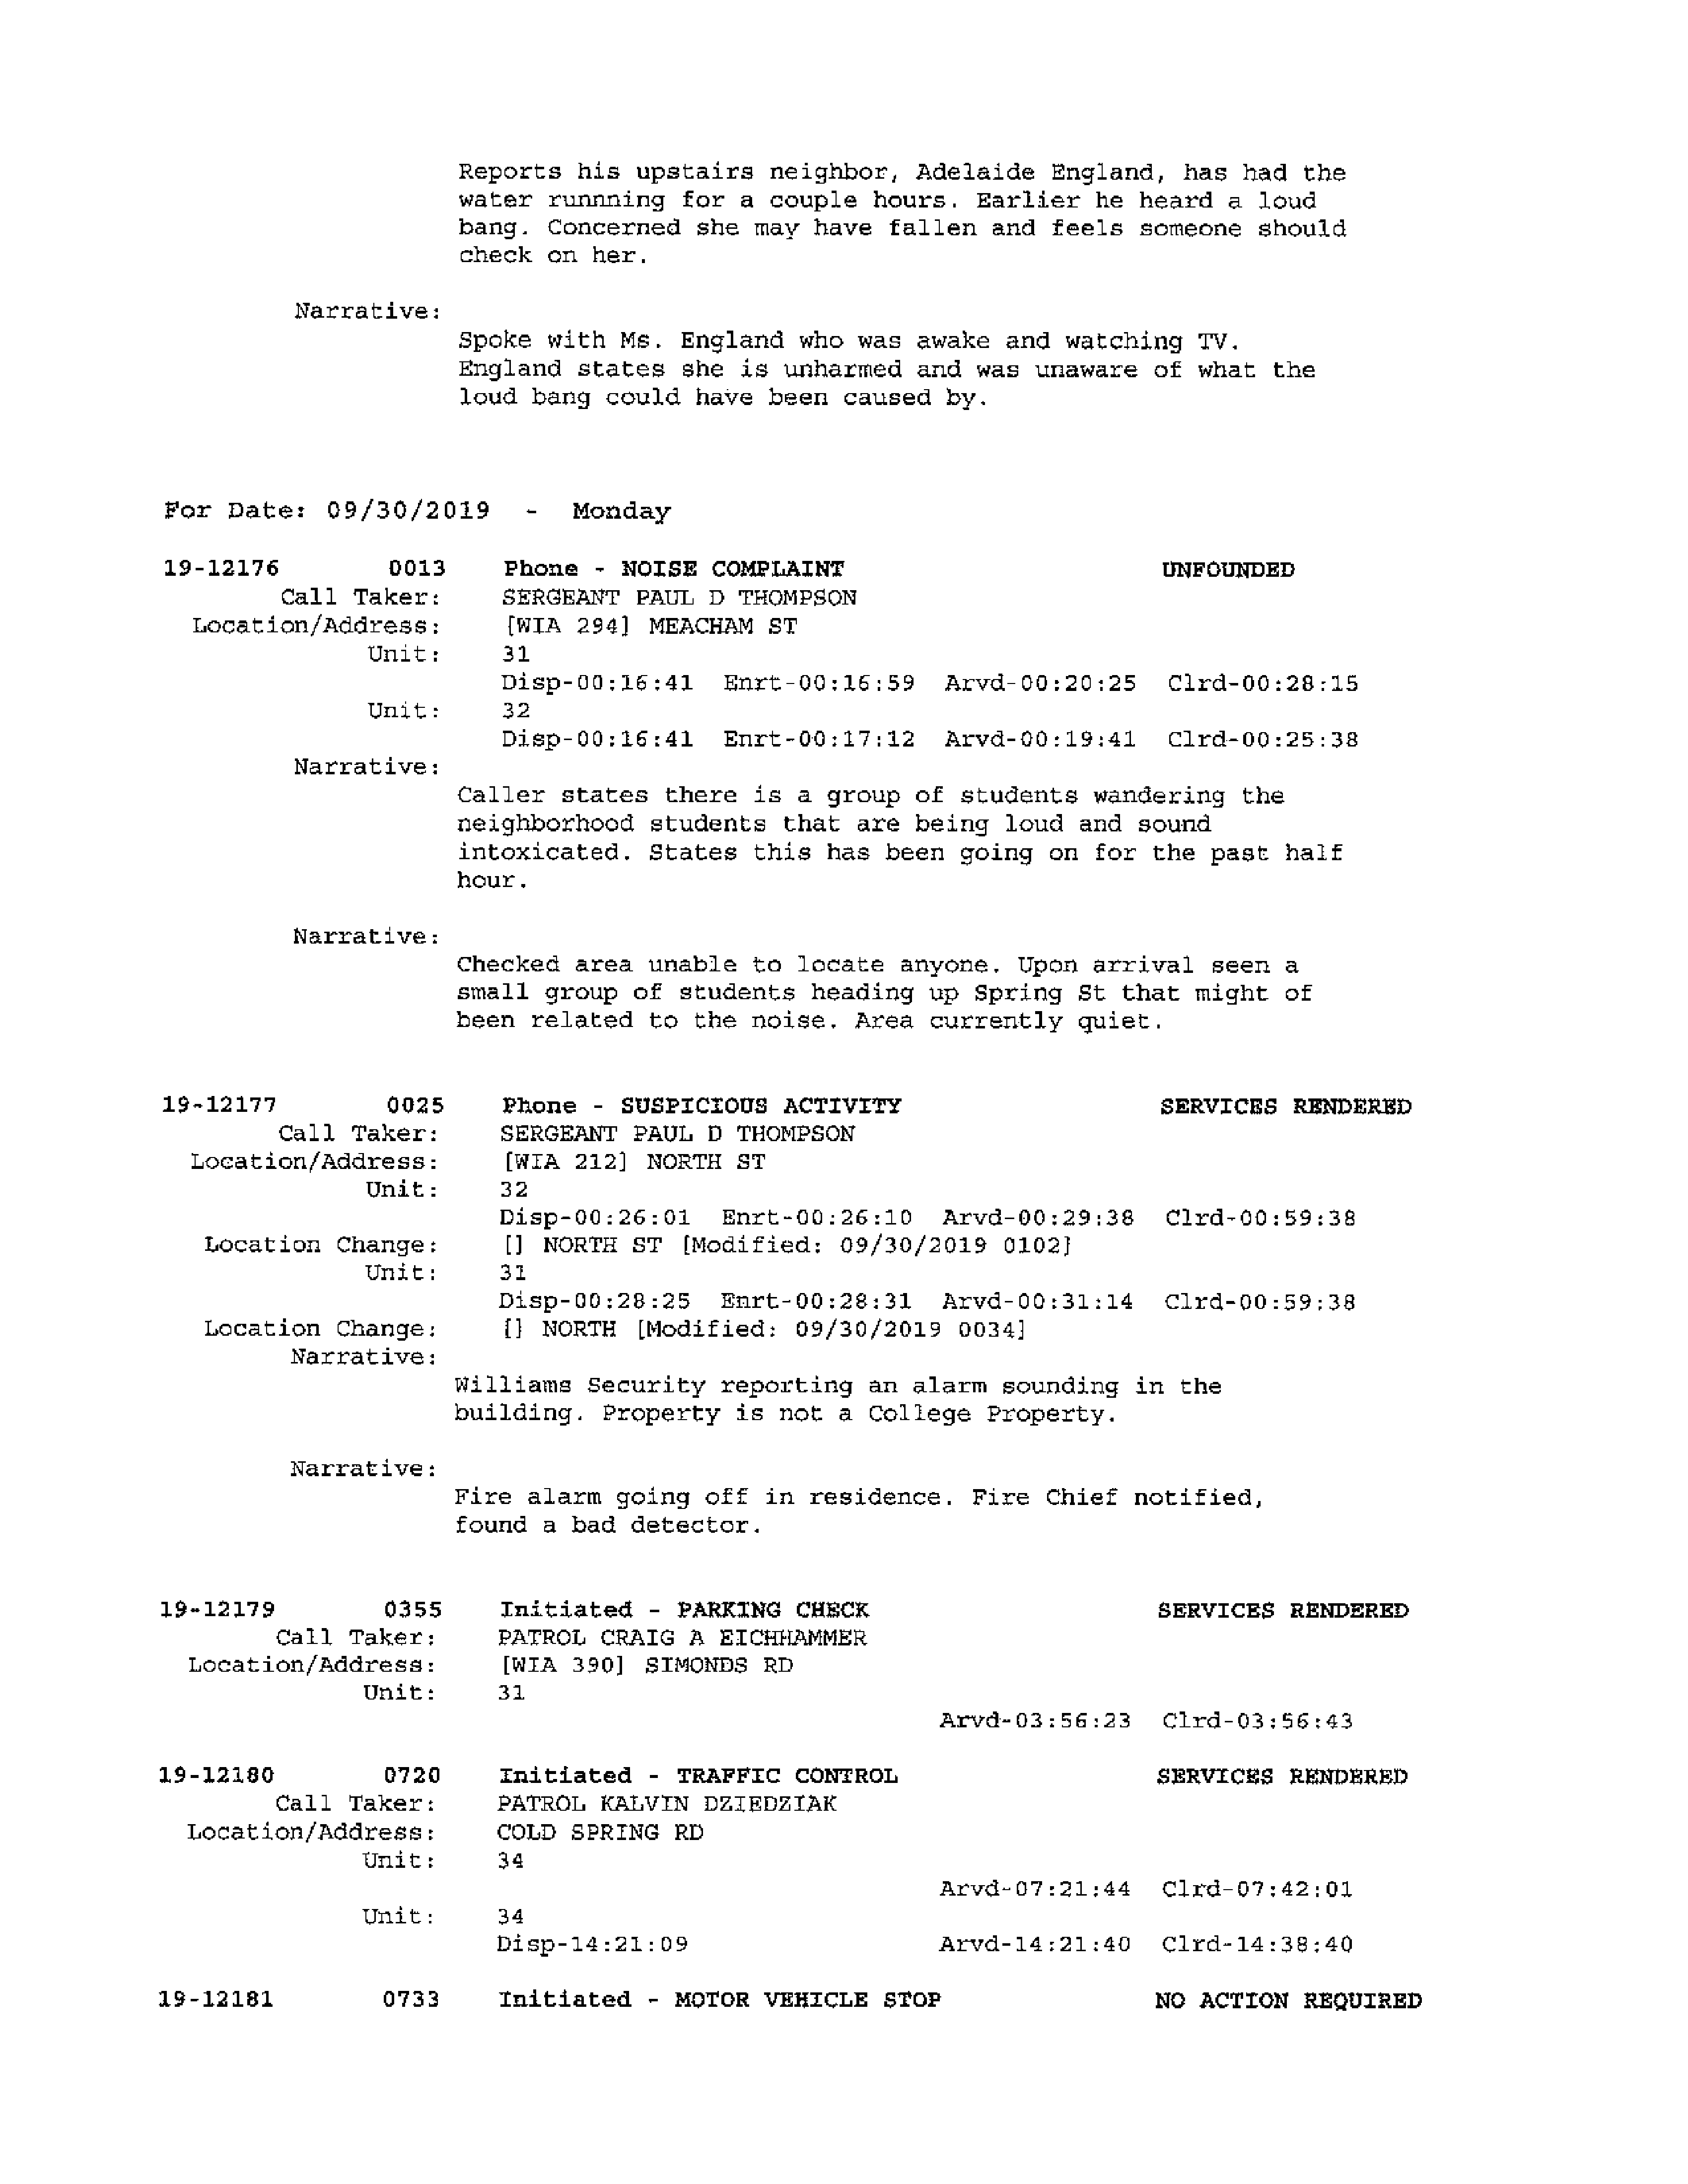 Reports his upstairs neighbor, Adelaide England, has had the
water runnning for a couple hours. Earlier he heard a loud
bang. Concerned she may have fallen and feels someone should
check on her.
Narrative:
Spoke with Ms. England who was awake and watching TV.
England states she is unharmed and was unaware of what the
loud bang could have been caused by.
For Date: 09/30/2019 - Monday
19-12176 0013 Phone - NOISE COMPLAINT UNFOUNDED
Call Taker: SERGEANT PAUL D THOMPSON
Location/Address: [WIA 294] MEACHAM ST
Unit: 31
Disp-00:16:41 Enrt-00:16:59 Arvd-00:20:25 Clrd-00:28:15
Unit: 32
Disp-00:16:41 Enrt-00:17:12 Arvd-00:19:41 Clrd-00:25:38
Narrative:
Caller states there is a group of students wandering the
neighborhood students that are being loud and sound
intoxicated. States this has been going on for the past half
hour.
Narrative:
Checked area unable to locate anyone. Upon arrival seen a
small group of students heading up Spring St that might of
been related to the noise. Area currently quiet.
19-12177 0025 Phone - SUSPICIOUS ACTIVITY SERVICES RENDERED
Call Taker: SERGEANT PAUL D THOMPSON
Location/Address: [WIA 212] NORTH ST
Unit: 32
Disp-00:26:01 Enrt-00:26:10 Arvd-00:29:38 Clrd-00:59:38
Location Change: [] NORTH ST [Modified: 09/30/2019 0102]
Unit: 31
Disp-00:28:25 Enrt-00:28:31 Arvd-00:31:14 Clrd-00:59:38
Location Change: [] NORTH [Modified: 09/30/2019 0034]
Narrative:
Williams Security reporting an alarm sounding in the
building. Property is not a College Property.
Narrative:
Fire alarm going off in residence. Fire Chief notified,
found a bad detector.
19-12179 0355 Initiated - PARKING CHECK SERVICES RENDERED
Call Taker: PATROL CRAIG A EICHHAMMER
Location/Address: [WIA 390] SIMONDS RD
Unit: 31
Arvd-03:56:23 Clrd-03:56:43
19-12180 0720 Initiated - TRAFFIC CONTROL SERVICES RENDERED
Call Taker: PATROL KALVIN DZIEDZIAK
Location/Address: COLD SPRING RD
Unit: 34
Arvd-07:21:44 Clrd-07:42:01
Unit: 34
Disp-14:21:09 Arvd-14:21:40 Clrd-14:38:40
19-12181 0733 Initiated - MOTOR VEHICLE STOP NO ACTION REQUIRED